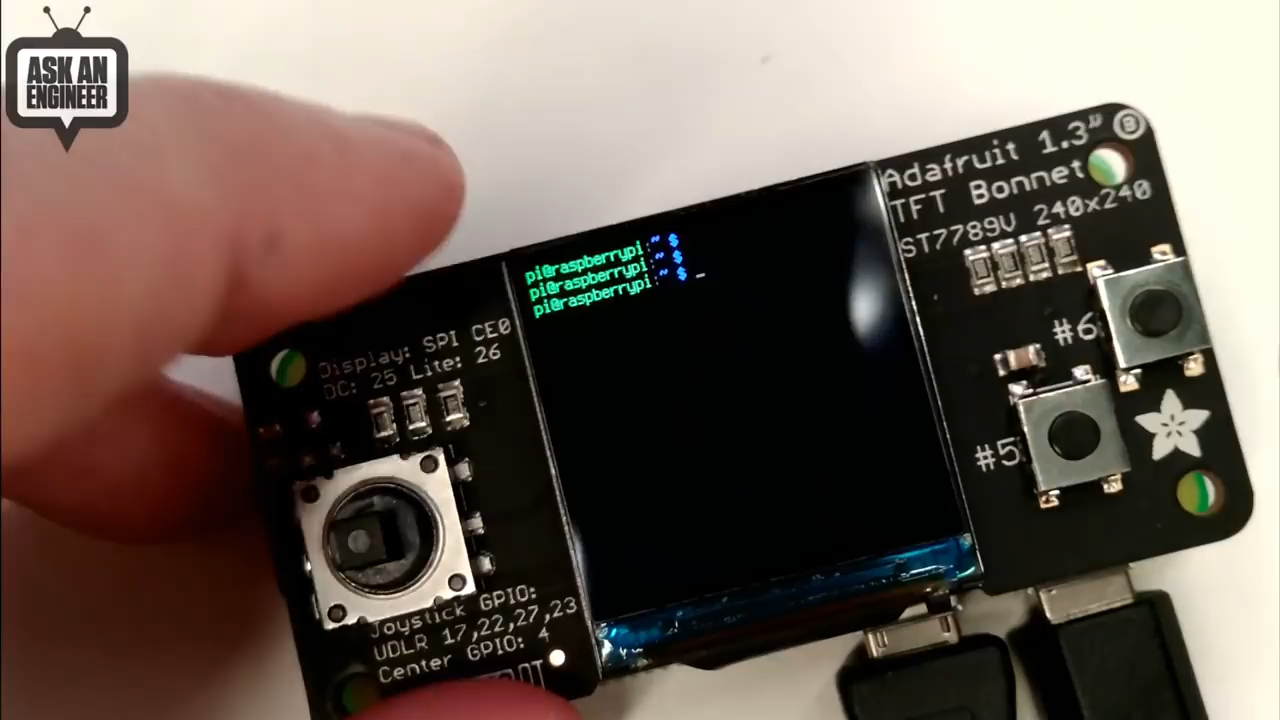 ASK AN
ENGINEER
Adafruit 1.3"
TFT Bonnet
ST7789V 240x240
pi@raspberrypi:~ $
pi@raspberrypi:~ $
pi@raspberrypi:~ $ _
Display: SPI CE0
DC: 25 Lite: 26
#6
#5
Joystick GPIO:
UDLR 17,22,27,23
Center GPIO: 4